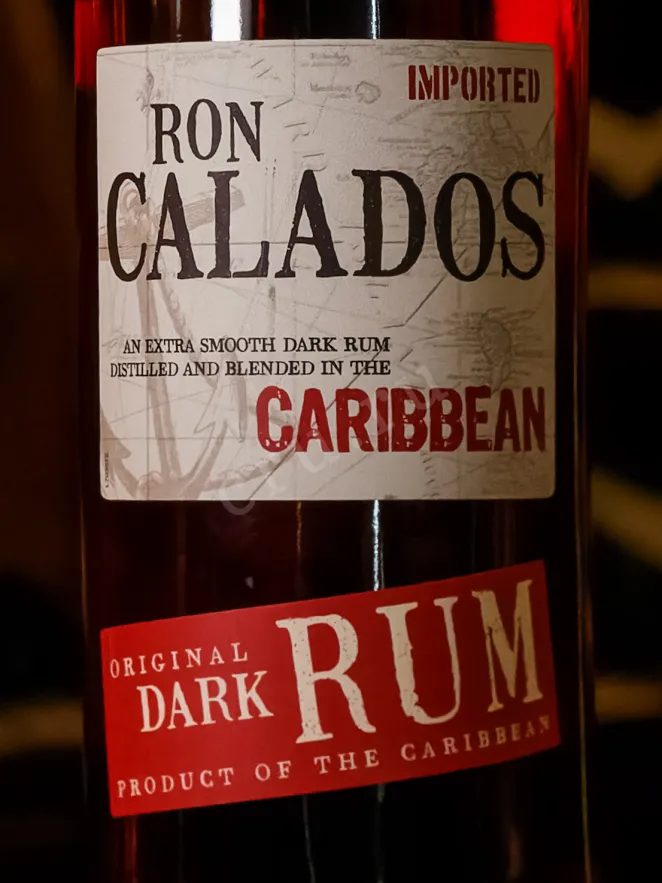 IMPORTED
RON
CALADOS
AN EXTRA SMOOTH DARK RUM
DISTILLED AND BLENDED IN THE
CARIBBEAN
ORIGINAL
DARK RUM
PRODUCT OF THE CARIBBEAN